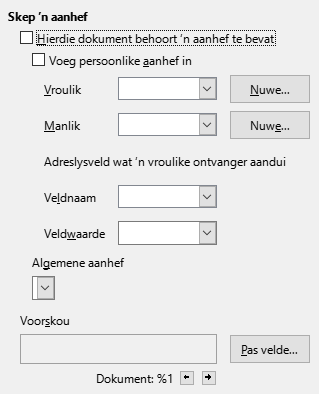 Skep 'n aanhef
Hierdie dokument behoort 'n aanhef te bevat
Voeg persoonlike aanhef in
Vroulik
Nuwe...
Manlik
Nuwe...
Adreslysveld wat 'n vroulike ontvanger aandui
Veldnaam
Veldwaarde
Algemene aanhef
Voorskou
Pas velde...
Dokument: %1